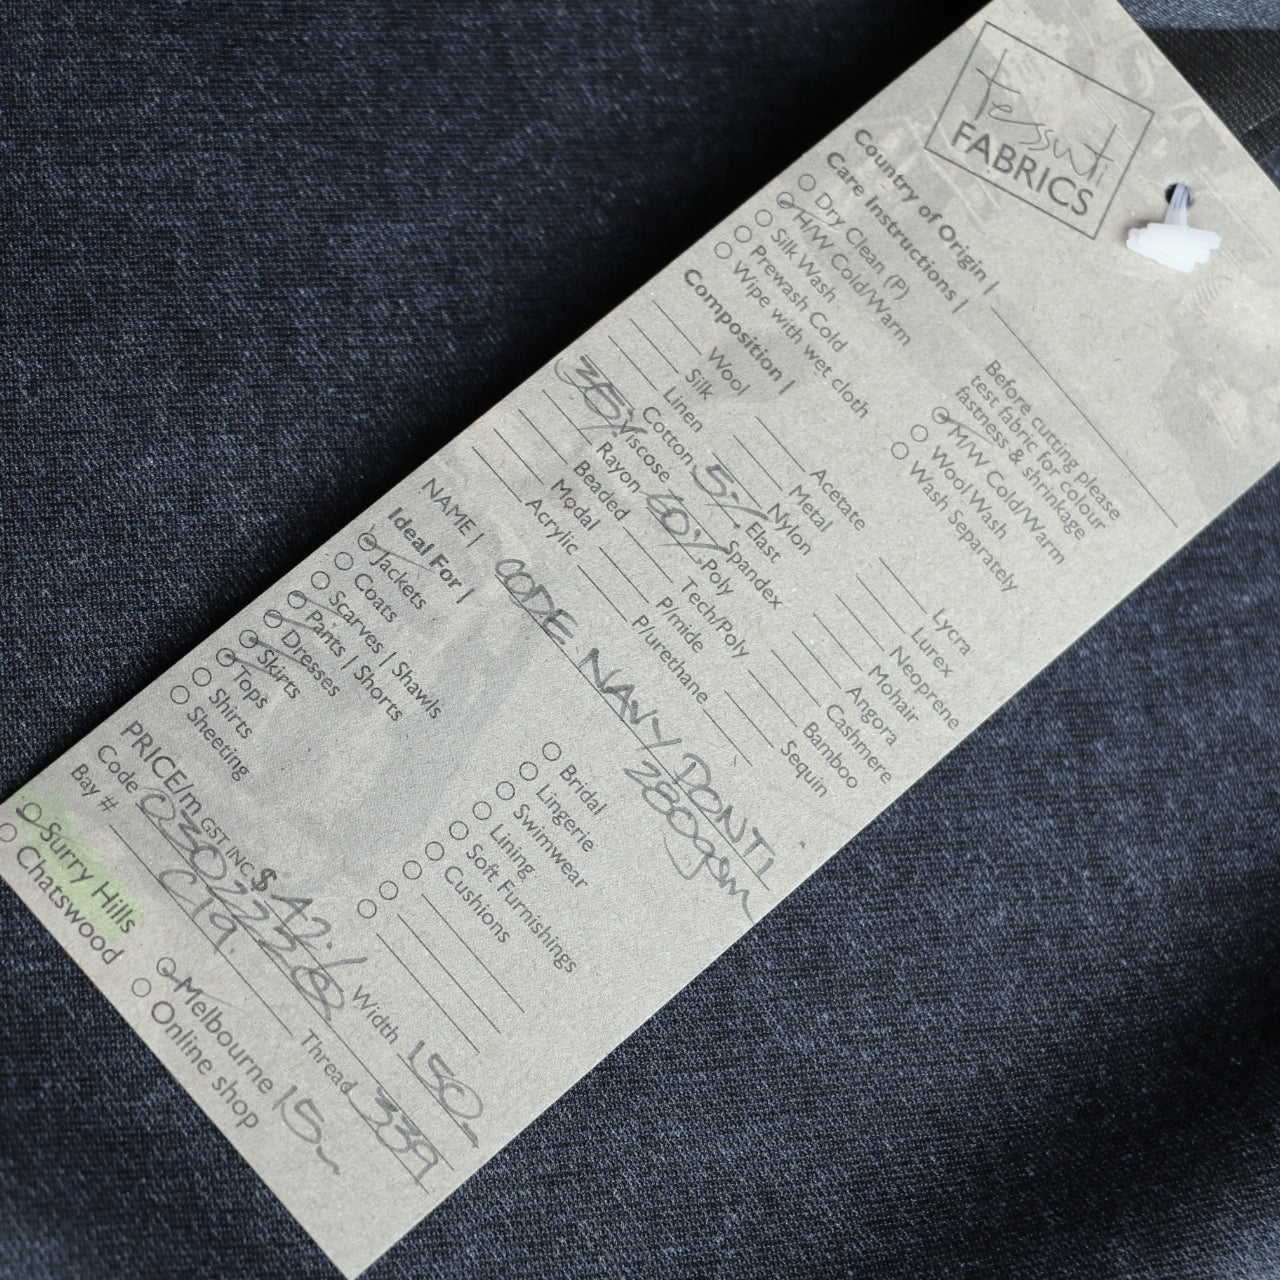 Tessuti
FABRICS
Country of Origin |
Care Instructions |
Dry Clean (P)
H/W Cold/Warm
Silk Wash
Prewash Cold
Wipe with wet cloth
Before cutting please
test fabric for colour
fastness & shrinkage
M/W Cold/Warm
Wool Wash
Wash Separately
Composition |
Wool
Silk
Linen
Cotton
35% Viscose
Rayon
Beaded
Modal
Acrylic
Acetate
Metal
Nylon
5% Elast
Spandex
60% Poly
Tech/Poly
P/mide
P/urethane
Lycra
Lurex
Neoprene
Mohair
Angora
Cashmere
Bamboo
Sequin
NAME | CODE NAVY PONTI
280gsm
Ideal For |
Jackets
Coats
Scarves | Shawls
Pants | Shorts
Dresses
Skirts
Tops
Shirts
Sheeting
Bridal
Lingerie
Swimwear
Lining
Soft Furnishings
Cushions
PRICE/m GST INC $ 42.- Width 150
Code Thread 339
Bay # C19.
Surry Hills
Chatswood
Melbourne 15m
Online shop